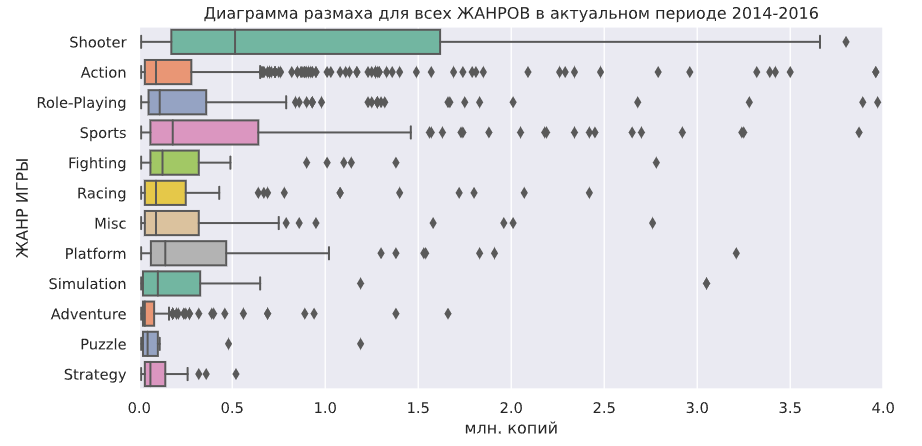 Диаграмма размаха для всех ЖАНРОВ в актуальном периоде 2014-2016
ЖАНР ИГРЫ
Shooter
Action
Role-Playing
Sports
Fighting
Racing
Misc
Platform
Simulation
Adventure
Puzzle
Strategy
0.0 0.5 1.0 1.5 2.0 2.5 3.0 3.5 4.0
млн. копий